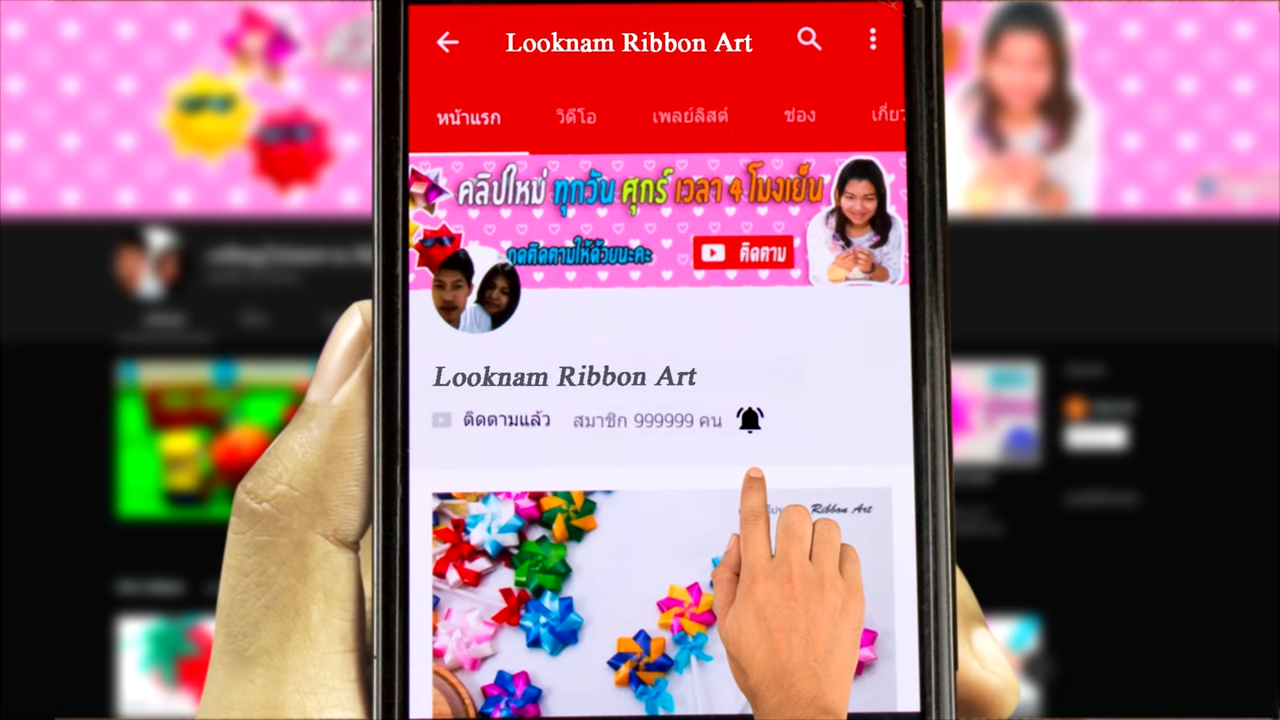 Looknam Ribbon Art
หน้าแรก วิดีโอ เพลย์ลิสต์ ช่อง เกี่ยว
คลิปใหม่ ทุกวัน ศุกร์ เวลา 4 โมงเย็น
กดติดตามให้ด้วยนะคะ ติดตาม
Looknam Ribbon Art
ติดตามแล้ว สมาชิก 999999 คน
Ribbon Art